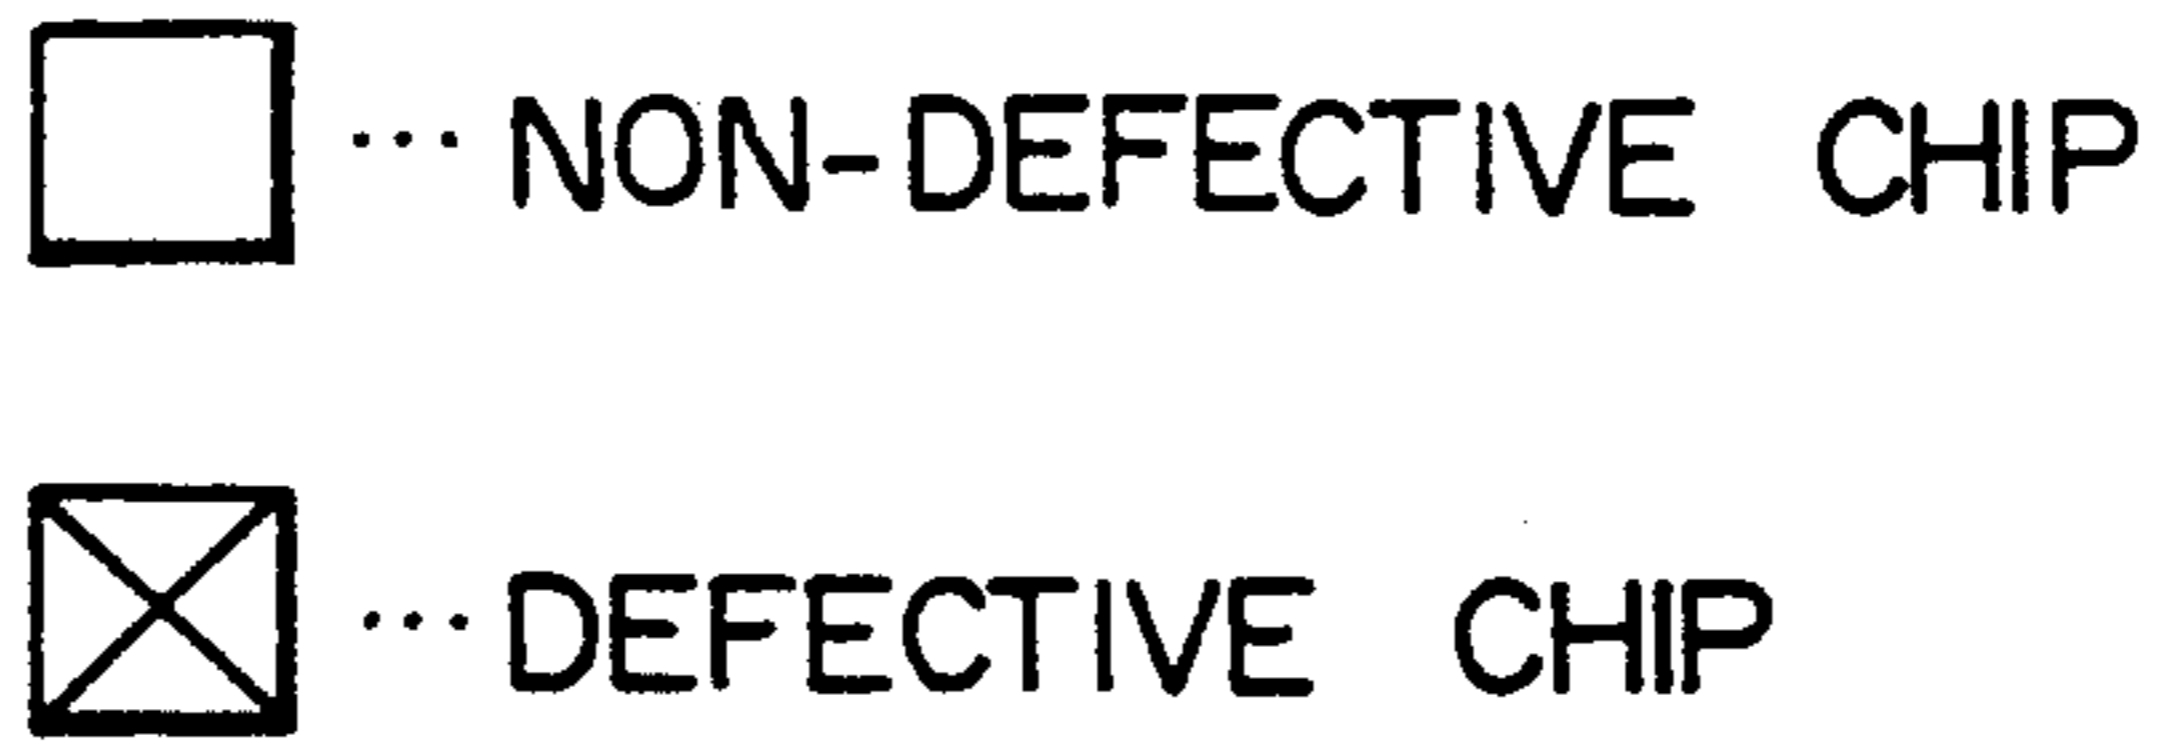 ··· NON-DEFECTIVE CHIP
··· DEFECTIVE CHIP